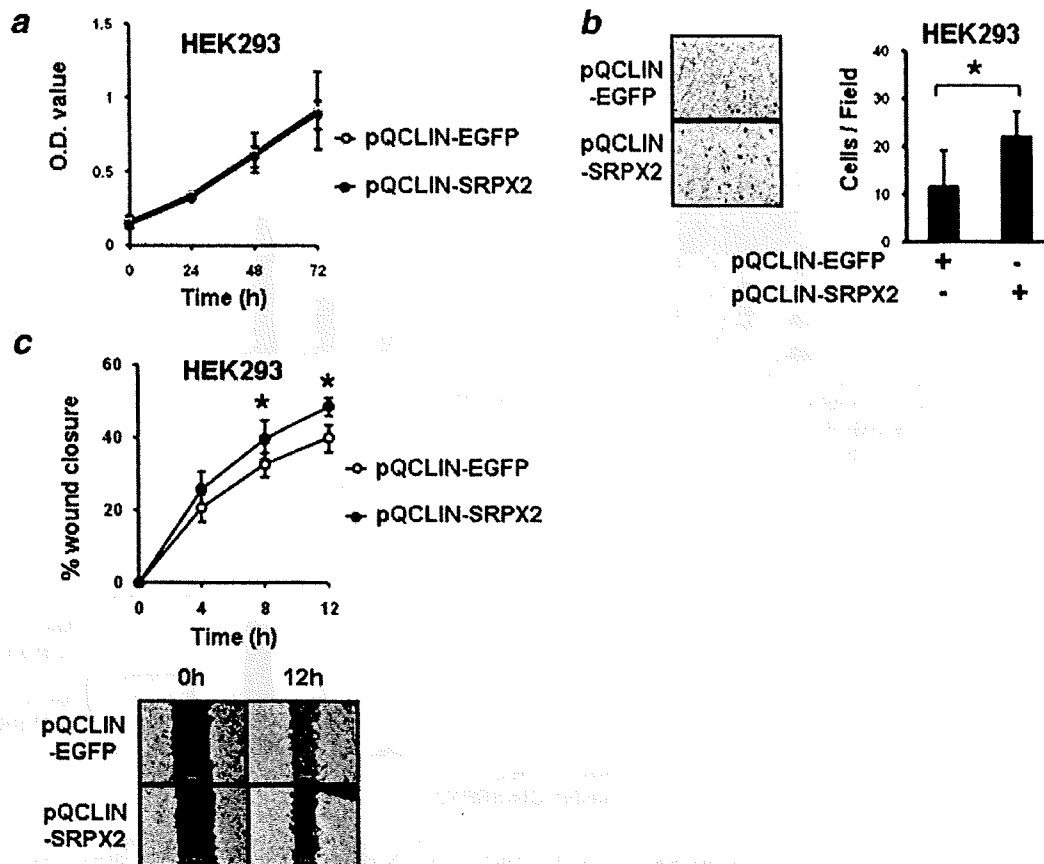 a
HEK293
O.D. value
1.5
1
0.5
0
0
24
48
72
Time (h)
pQCLIN-EGFP
pQCLIN-SRPX2
b
HEK293
pQCLIN
-EGFP
pQCLIN
-SRPX2
Cells / Field
40
30
20
10
0
*
pQCLIN-EGFP + -
pQCLIN-SRPX2 - +
c
HEK293
% wound closure
60
40
20
0
*
*
0
4
8
12
Time (h)
pQCLIN-EGFP
pQCLIN-SRPX2
0h
12h
pQCLIN
-EGFP
pQCLIN
-SRPX2